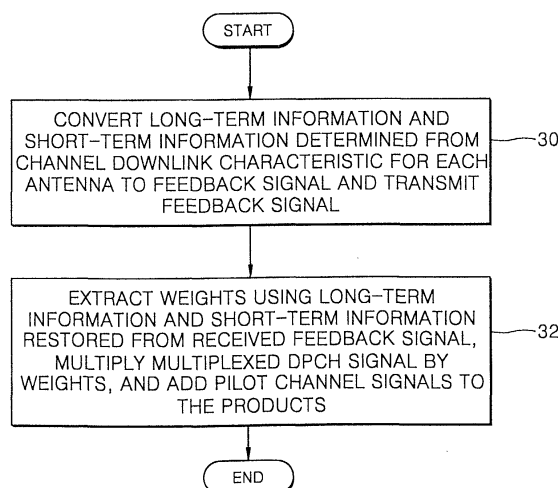 START
CONVERT LONG-TERM INFORMATION AND
SHORT-TERM INFORMATION DETERMINED FROM
CHANNEL DOWNLINK CHARACTERISTIC FOR EACH
ANTENNA TO FEEDBACK SIGNAL AND TRANSMIT
FEEDBACK SIGNAL
30
EXTRACT WEIGHTS USING LONG-TERM
INFORMATION AND SHORT-TERM INFORMATION
RESTORED FROM RECEIVED FEEDBACK SIGNAL,
MULTIPLY MULTIPLEXED DPCH SIGNAL BY
WEIGHTS, AND ADD PILOT CHANNEL SIGNALS TO
THE PRODUCTS
32
END